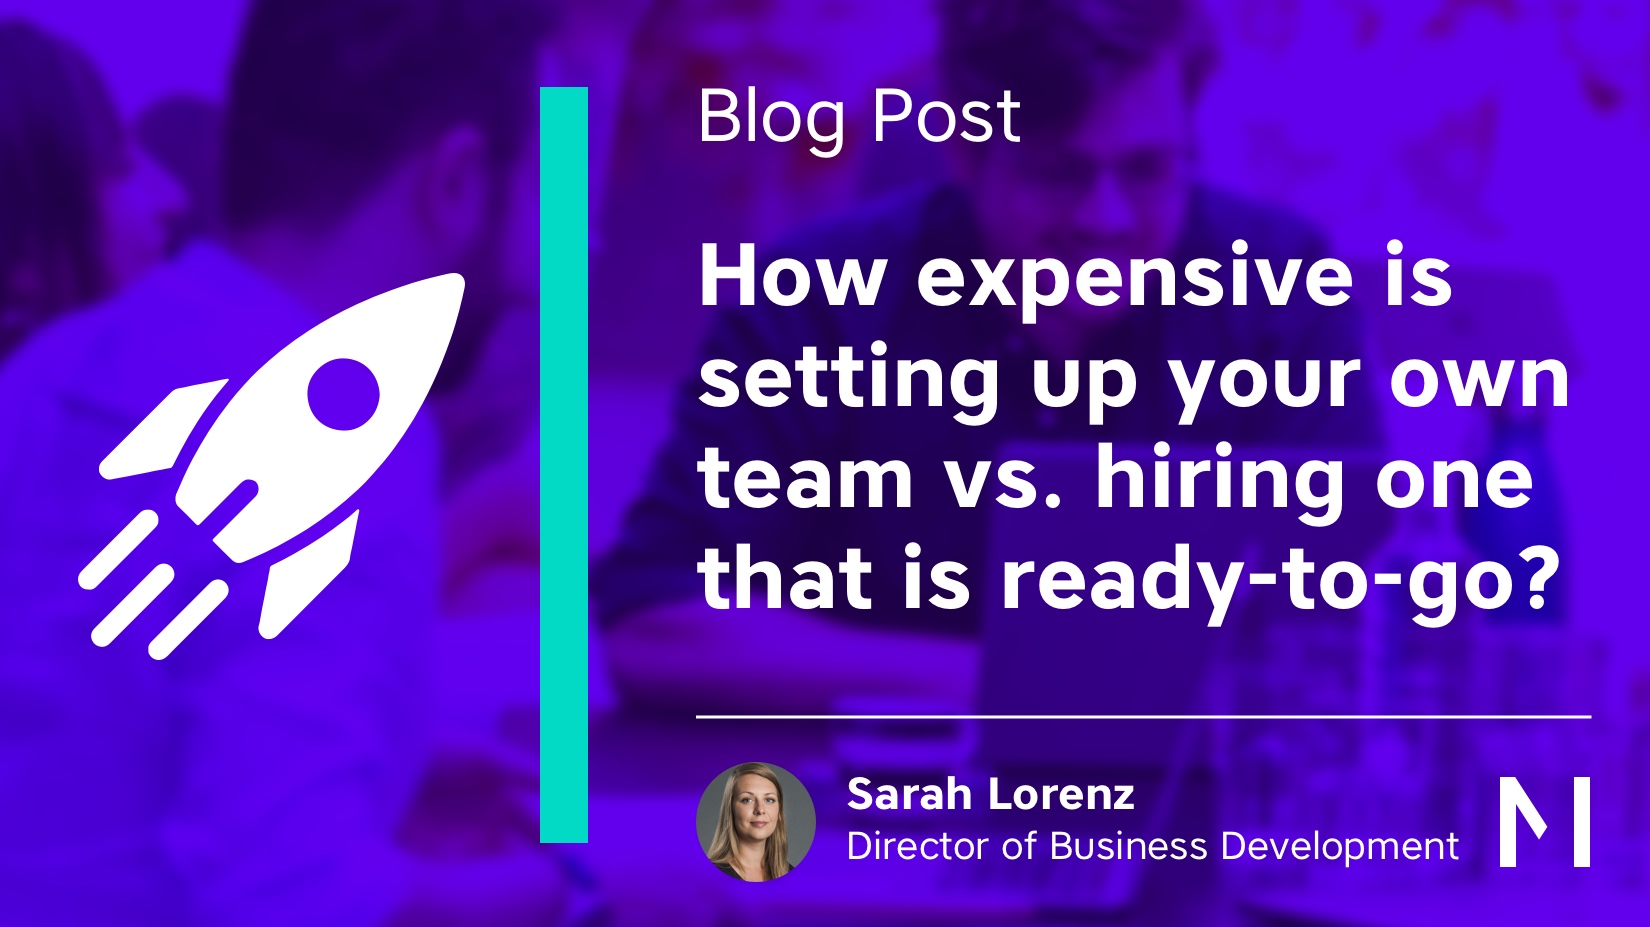 Blog Post
How expensive is
setting up your own
team vs. hiring one
that is ready-to-go?
Sarah Lorenz
Director of Business Development